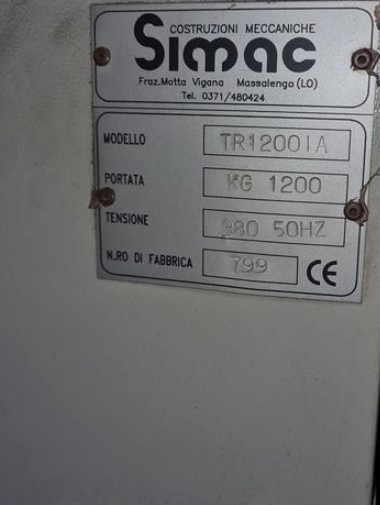 COSTRUZIONI MECCANICHE
Simac
Fraz.Motta Vigana Massalengo (LO)
Tel. 0371/480424
MODELLO TR1200IA
PORTATA KG 1200
TENSIONE 380 50HZ
N.RO DI FABBRICA 799 CE